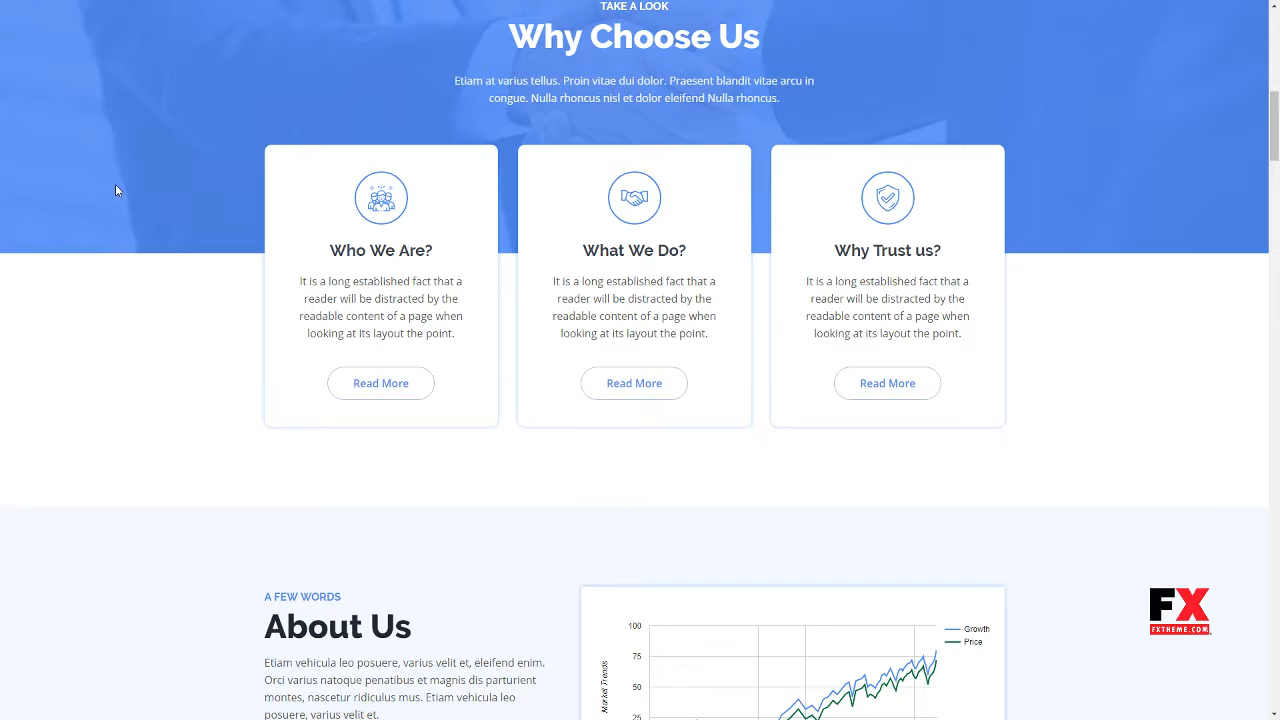 TAKE A LOOK
Why Choose Us
Etiam at varius tellus. Proin vitae dui dolor. Praesent blandit vitae arcu in
congue. Nulla rhoncus nisl et dolor eleifend Nulla rhoncus.
Who We Are?
It is a long established fact that a
reader will be distracted by the
readable content of a page when
looking at its layout the point.
Read More
What We Do?
It is a long established fact that a
reader will be distracted by the
readable content of a page when
looking at its layout the point.
Read More
Why Trust us?
It is a long established fact that a
reader will be distracted by the
readable content of a page when
looking at its layout the point.
Read More
A FEW WORDS
About Us
Etiam vehicula leo posuere, varius velit et, eleifend enim.
Orci varius natoque penatibus et magnis dis parturient
montes, nascetur ridiculus mus. Etiam vehicula leo
posuere, varius velit et.
100
75
50
25
Market Trends
Growth
Price
FX
FXTHEME.COM